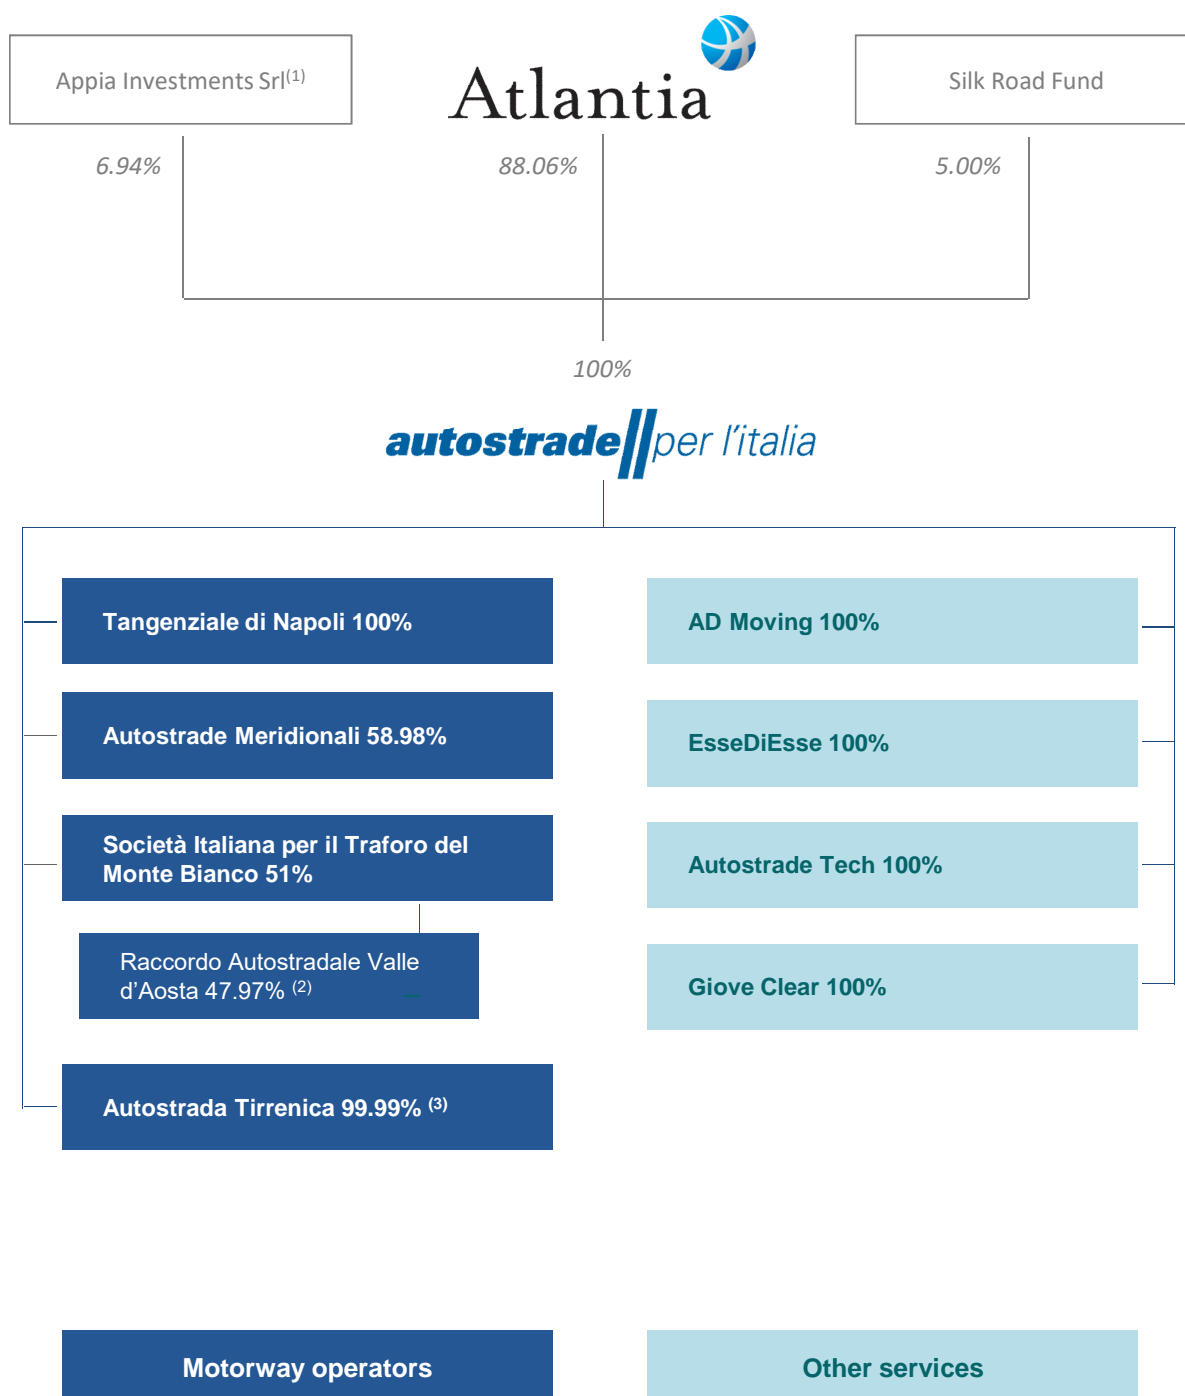 Appia Investments Srl(1)
Atlantia
Silk Road Fund
6.94%
88.06%
5.00%
100%
autostrade per l'italia
Tangenziale di Napoli 100%
Autostrade Meridionali 58.98%
Società Italiana per il Traforo del
Monte Bianco 51%
Raccordo Autostradale Valle
d’Aosta 47.97% (2)
Autostrada Tirrenica 99.99% (3)
AD Moving 100%
EsseDiEsse 100%
Autostrade Tech 100%
Giove Clear 100%
Motorway operators
Other services